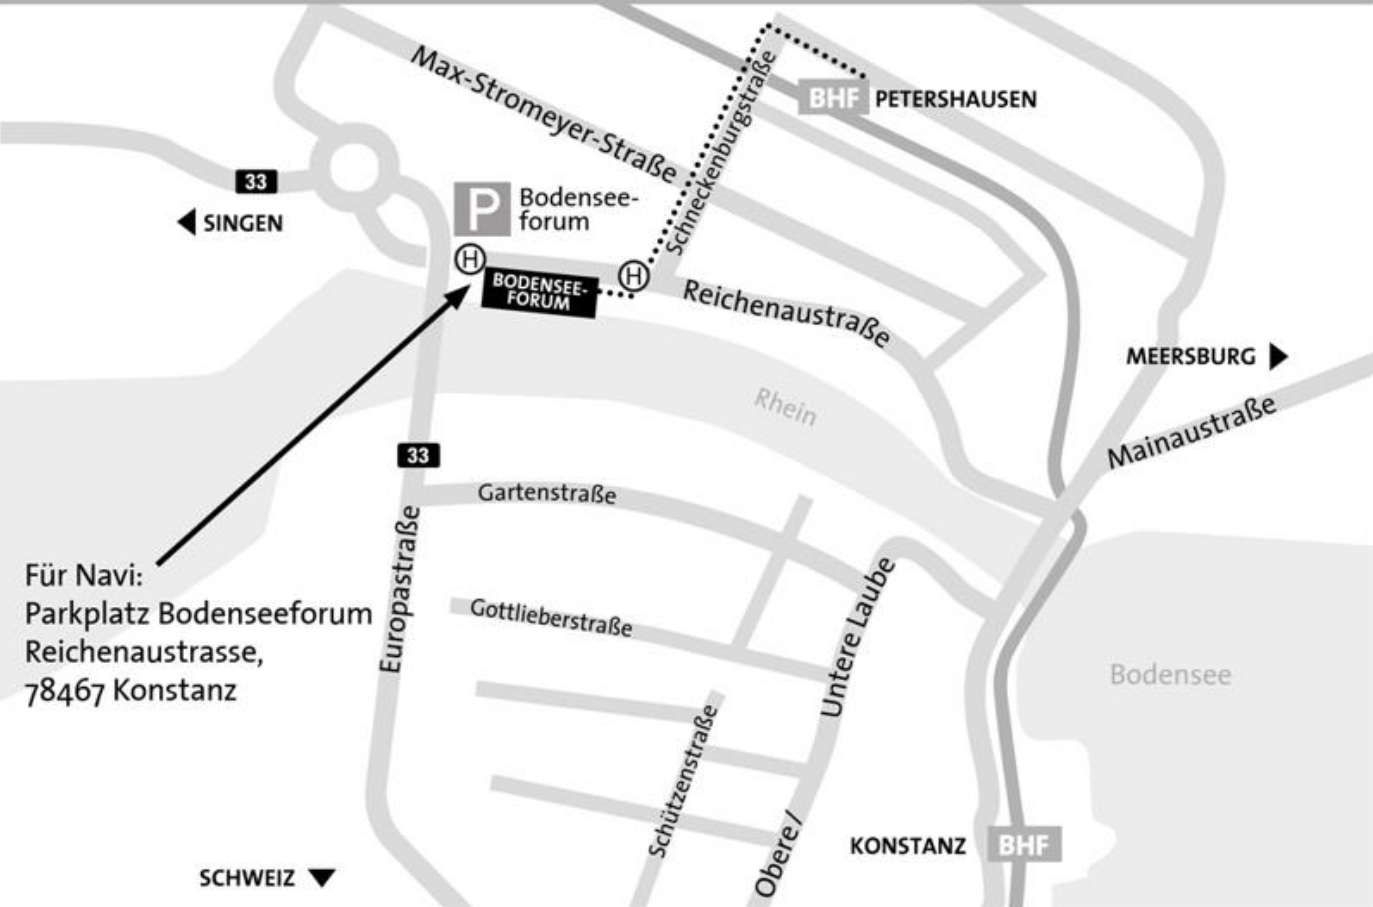 Max-Stromeyer-Straße
Schneckenburgstraße
BHF PETERSHAUSEN
33
SINGEN
P Bodensee-
forum
H
H
BODENSEE-
FORUM
Reichenaustraße
MEERSBURG
Mainaustraße
Rhein
33
Gartenstraße
Europastraße
Für Navi:
Parkplatz Bodenseeforum
Reichenaustrasse,
78467 Konstanz
Gottlieberstraße
Obere /
Untere Laube
Bodensee
Schützenstraße
KONSTANZ BHF
SCHWEIZ